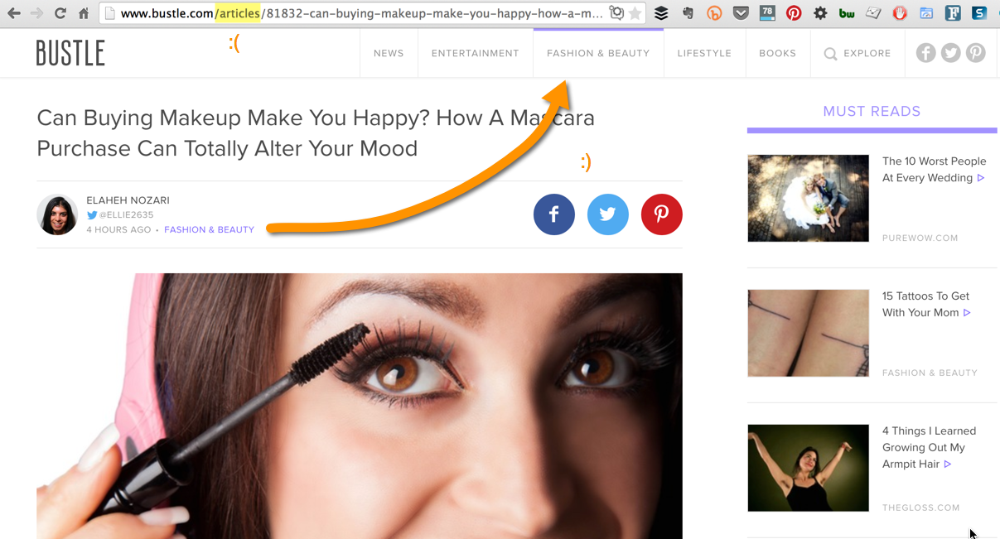 www.bustle.com/articles/81832-can-buying-makeup-make-you-happy-how-a-m...
78
bw
F
S
:(
BUSTLE
NEWS
ENTERTAINMENT
FASHION & BEAUTY
LIFESTYLE
BOOKS
EXPLORE
Can Buying Makeup Make You Happy? How A Mascara
Purchase Can Totally Alter Your Mood
:)
ELAHEH NOZARI
@ELLIE2635
4 HOURS AGO • FASHION & BEAUTY
MUST READS
The 10 Worst People
At Every Wedding
PUREWOW.COM
15 Tattoos To Get
With Your Mom
FASHION & BEAUTY
4 Things I Learned
Growing Out My
Armpit Hair
THEGLOSS.COM